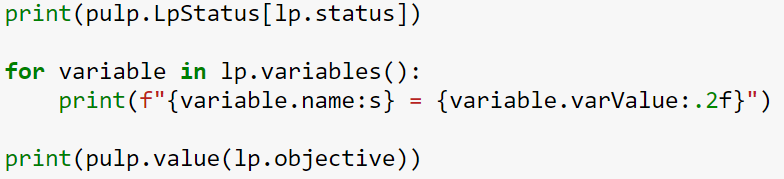 print(pulp.LpStatus[lp.status])
for variable in lp.variables():
    print(f"{variable.name:s} = {variable.varValue:.2f}")
print(pulp.value(lp.objective))